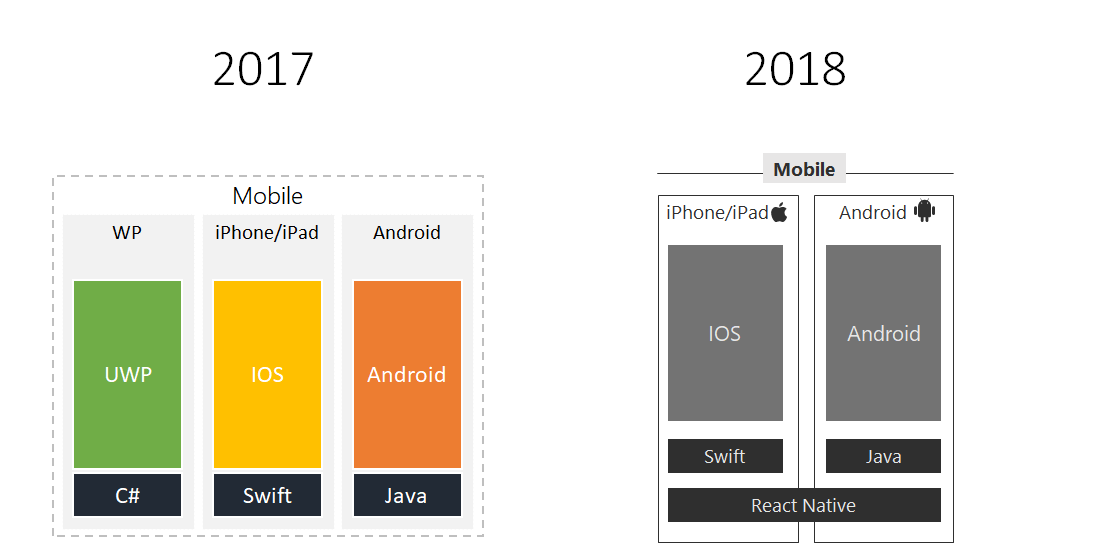 2017
Mobile
WP
iPhone/iPad
Android
UWP
IOS
Android
C#
Swift
Java
2018
Mobile
iPhone/iPad
Android
IOS
Android
Swift
Java
React Native